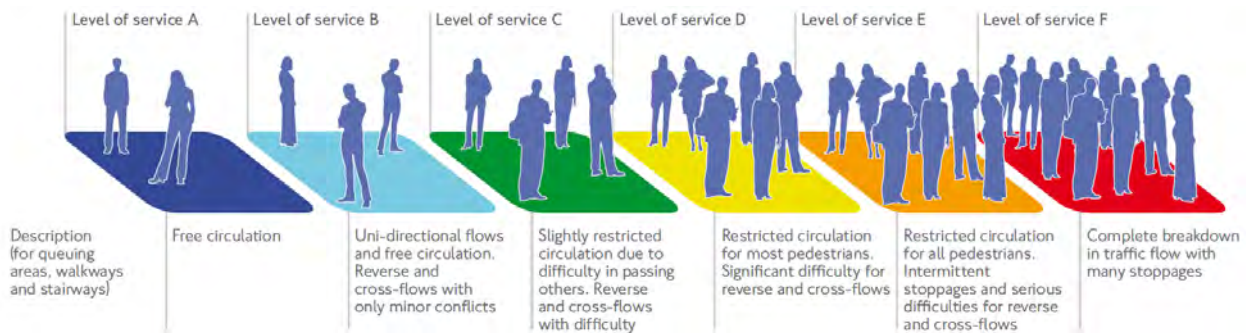 Level of service A
Level of service B
Level of service C
Level of service D
Level of service E
Level of service F
Description
(for queuing
areas, walkways
and stairways)
Free circulation
Uni-directional flows
and free circulation.
Reverse and
cross-flows with
only minor conflicts
Slightly restricted
circulation due to
difficulty in passing
others. Reverse
and cross-flows
with difficulty
Restricted circulation
for most pedestrians.
Significant difficulty for
reverse and cross-flows
Restricted circulation
for all pedestrians.
Intermittent
stoppages and serious
difficulties for reverse
and cross-flows
Complete breakdown
in traffic flow with
many stoppages